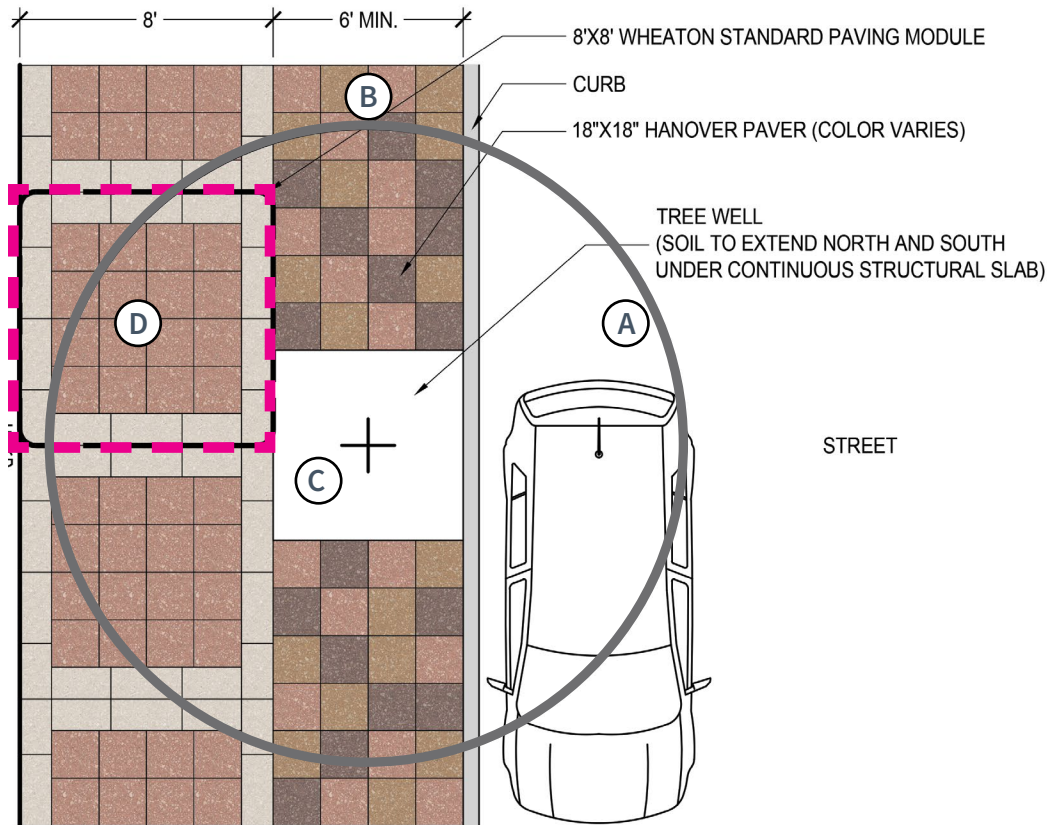 8'
6' MIN.
8'X8' WHEATON STANDARD PAVING MODULE
CURB
18"X18" HANOVER PAVER (COLOR VARIES)
TREE WELL
(SOIL TO EXTEND NORTH AND SOUTH
UNDER CONTINUOUS STRUCTURAL SLAB)
STREET
B
A
D
C